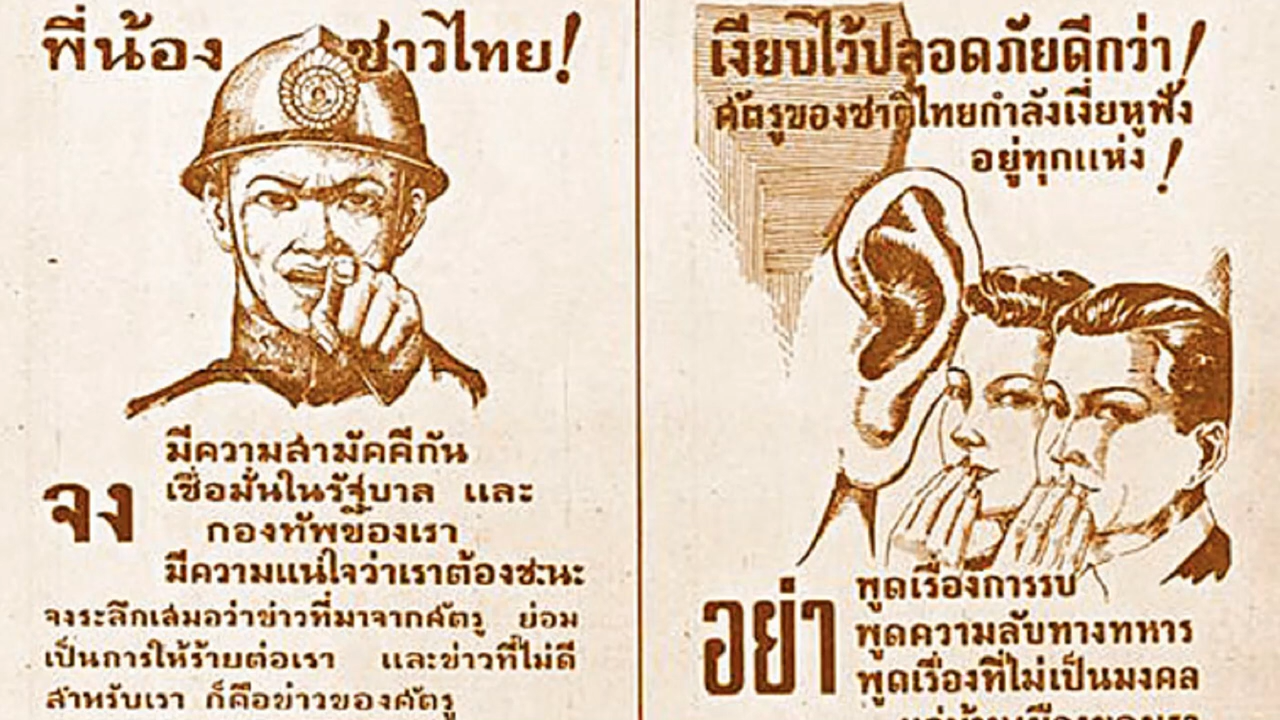 พี่น้อง ชาวไทย!
จง
มีความสามัคคีกัน
เชื่อมั่นในรัฐบาล และ
กองทัพของเรา
มีความแน่ใจว่าเราต้องชะนะ
จงระลึกเสมอว่าข่าวที่มาจากศัตรู ย่อม
เป็นการให้ร้ายต่อเรา และข่าวที่ไม่ดี
สำหรับเรา ก็คือข่าวของศัตรู
เงียบไว้ปลอดภัยดีกว่า!
ศัตรูของชาติไทยกำลังเงี่ยหูฟัง
อยู่ทุกแห่ง!
อย่า
พูดเรื่องการรบ
พูดความลับทางทหาร
พูดเรื่องที่ไม่เป็นมงคล